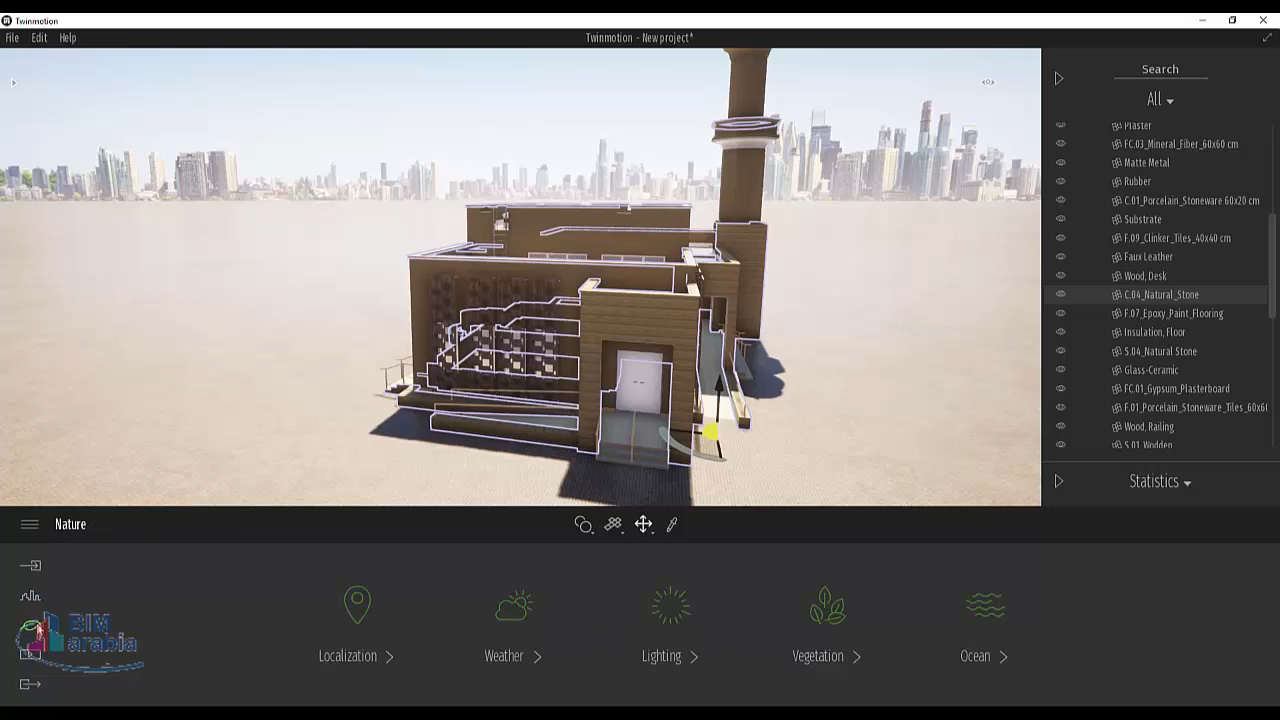 Twinmotion
File Edit Help
Twinmotion - New project*
Search
All
Plaster
FC.03_Mineral_Fiber_60x60 cm
Matte Metal
Rubber
C.01_Porcelain_Stoneware 60x20 cm
Substrate
F.09_Clinker_Tiles_40x40 cm
Faux Leather
Wood, Desk
C.04_Natural_Stone
F.07_Epoxy_Paint_Flooring
Insulation, Floor
S.04_Natural Stone
Glass-Ceramic
FC.01_Gypsum_Plasterboard
F.01_Porcelain_Stoneware_Tiles_60x6
Wood, Railing
S.01_Wodden
Statistics
Nature
BIM
arabia
Localization
Weather
Lighting
Vegetation
Ocean